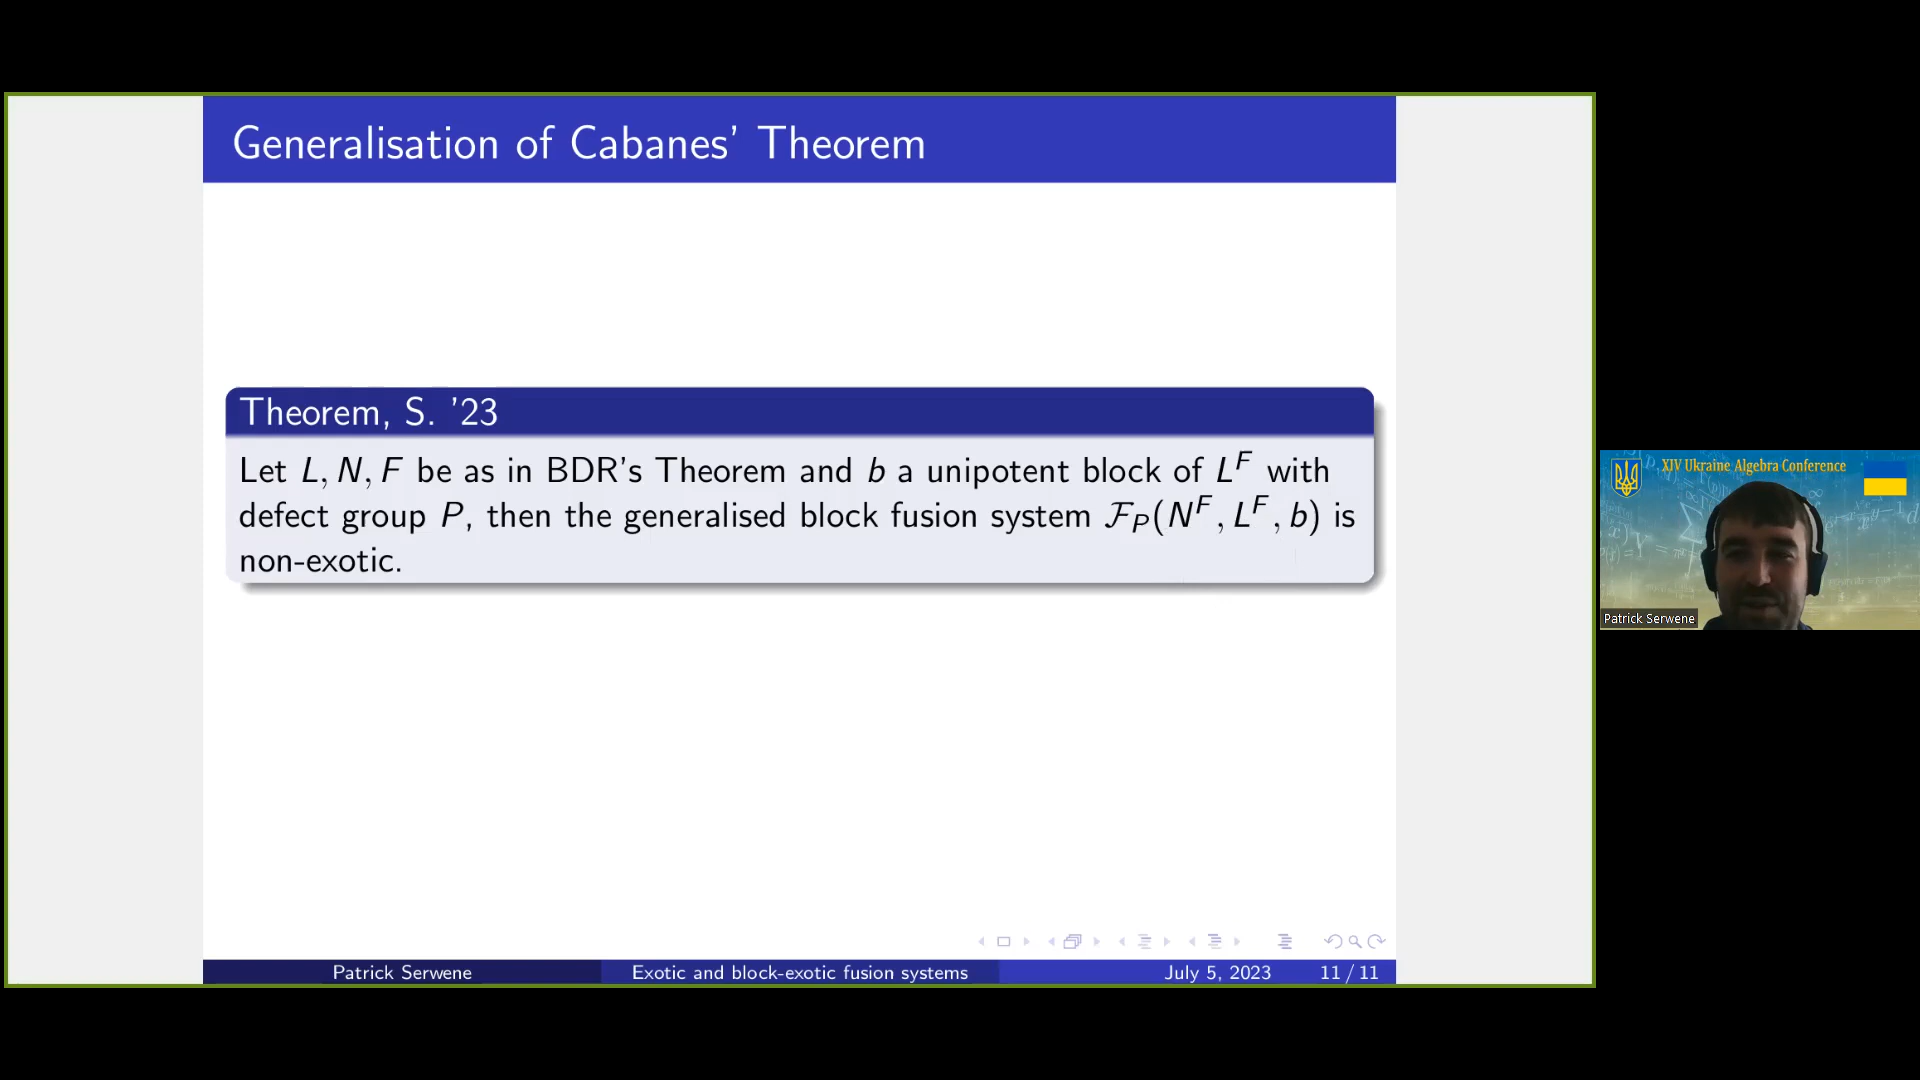 Generalisation of Cabanes' Theorem
Theorem, S. '23
Let L, N, F be as in BDR's Theorem and b a unipotent block of L^F with
defect group P, then the generalised block fusion system F_P(N^F, L^F, b) is
non-exotic.
Patrick Serwene
Exotic and block-exotic fusion systems
July 5, 2023
11 / 11
XIV Ukraine Algebra Conference
Patrick Serwene